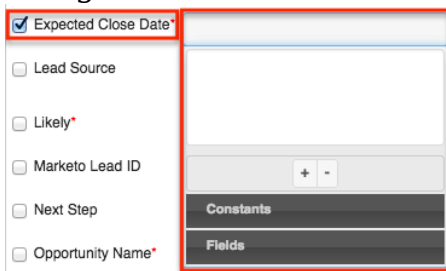 Expected Close Date*
Lead Source
Likely*
Marketo Lead ID
+ -
Next Step
Constants
Opportunity Name*
Fields